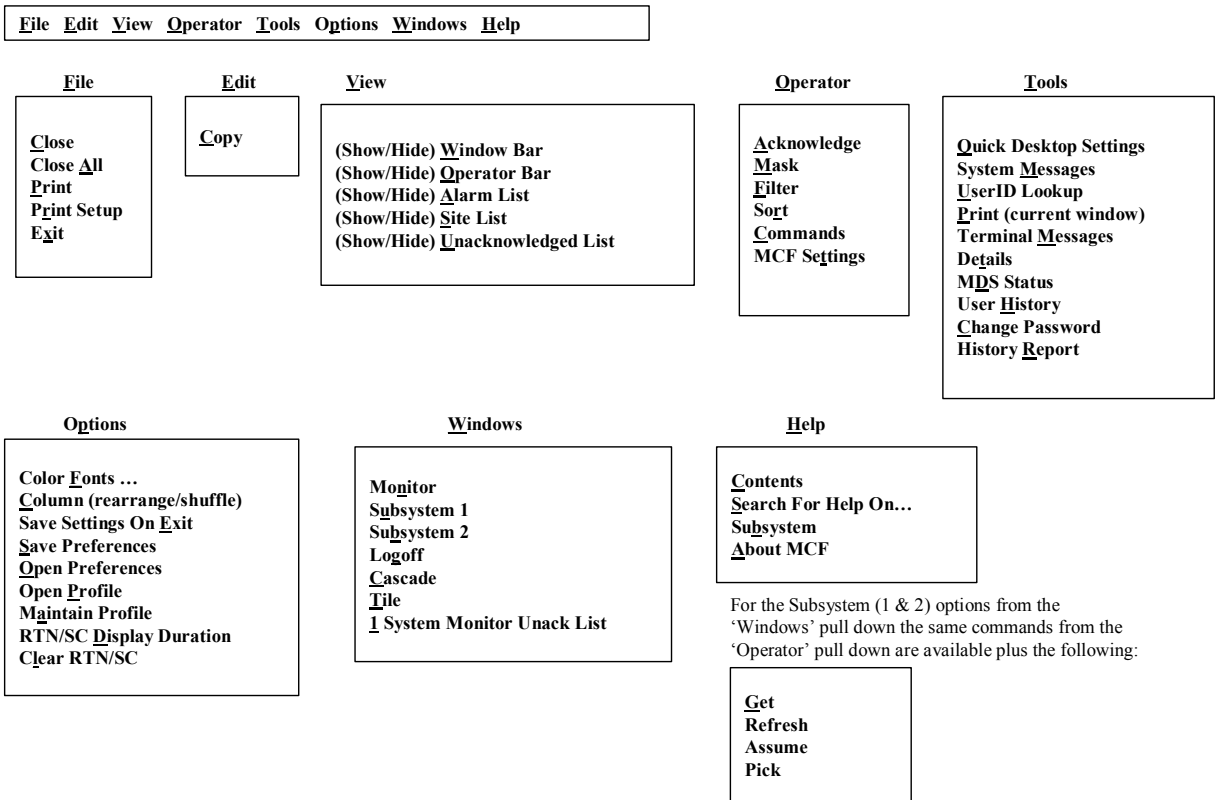 File Edit View Operator Tools Options Windows Help
File
Close
Close All
Print
Print Setup
Exit
Edit
Copy
View
(Show/Hide) Window Bar
(Show/Hide) Operator Bar
(Show/Hide) Alarm List
(Show/Hide) Site List
(Show/Hide) Unacknowledged List
Operator
Acknowledge
Mask
Filter
Sort
Commands
MCF Settings
Tools
Quick Desktop Settings
System Messages
UserID Lookup
Print (current window)
Terminal Messages
Details
MDS Status
User History
Change Password
History Report
Options
Color Fonts …
Column (rearrange/shuffle)
Save Settings On Exit
Save Preferences
Open Preferences
Open Profile
Maintain Profile
RTN/SC Display Duration
Clear RTN/SC
Windows
Monitor
Subsystem 1
Subsystem 2
Logoff
Cascade
Tile
1 System Monitor Unack List
Help
Contents
Search For Help On…
Subsystem
About MCF
For the Subsystem (1 & 2) options from the
‘Windows’ pull down the same commands from the
‘Operator’ pull down are available plus the following:
Get
Refresh
Assume
Pick